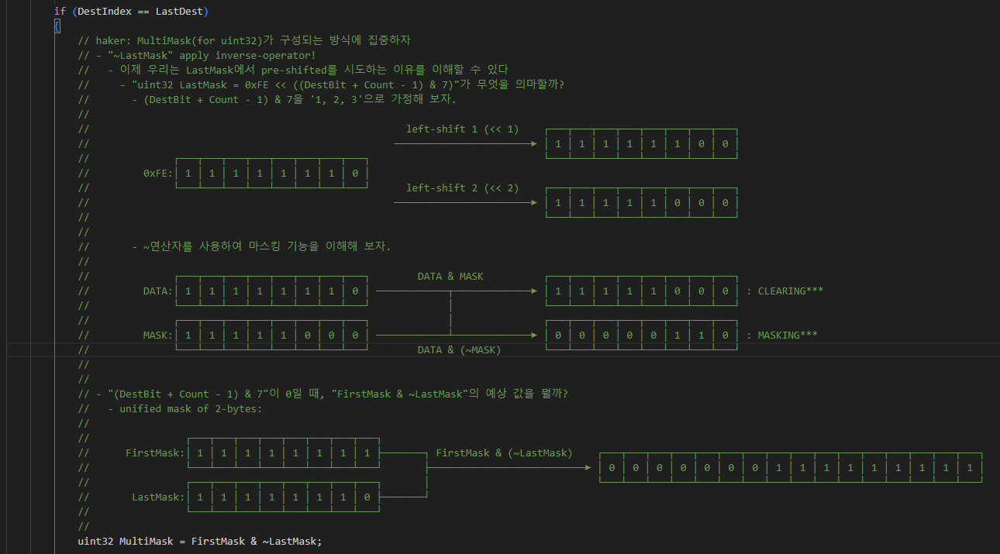 if (DestIndex == LastDest)
{
// haker: MultiMask(for uint32)가 구성되는 방식에 집중하자
// - "~LastMask" apply inverse-operator!
//   - 이제 우리는 LastMask에서 pre-shifted를 시도하는 이유를 이해할 수 있다
//     - "uint32 LastMask = 0xFE << ((DestBit + Count - 1) & 7)"가 무엇을 의마할까?
//       - (DestBit + Count - 1) & 7을 '1, 2, 3'으로 가정해 보자.
//
// left-shift 1 (<< 1)
// 1 1 1 1 1 1 0 0
//
// 0xFE: 1 1 1 1 1 1 1 0
// left-shift 2 (<< 2)
// 1 1 1 1 1 0 0 0
//
//
//       - ~연산자를 사용하여 마스킹 기능을 이해해 보자.
//
// DATA & MASK
// DATA: 1 1 1 1 1 1 1 0 1 1 1 1 1 0 0 0 : CLEARING***
//
//
// MASK: 1 1 1 1 1 0 0 0 0 0 0 0 0 1 1 0 : MASKING***
// DATA & (~MASK)
//
//
// - "(DestBit + Count - 1) & 7"이 0일 때, "FirstMask & ~LastMask"의 예상 값을 뭘까?
//   - unified mask of 2-bytes:
//
//
// FirstMask: 1 1 1 1 1 1 1 1 FirstMask & (~LastMask)
// 0 0 0 0 0 0 0 1 1 1 1 1 1 1 1 1
//
// LastMask: 1 1 1 1 1 1 1 0
//
//
uint32 MultiMask = FirstMask & ~LastMask;